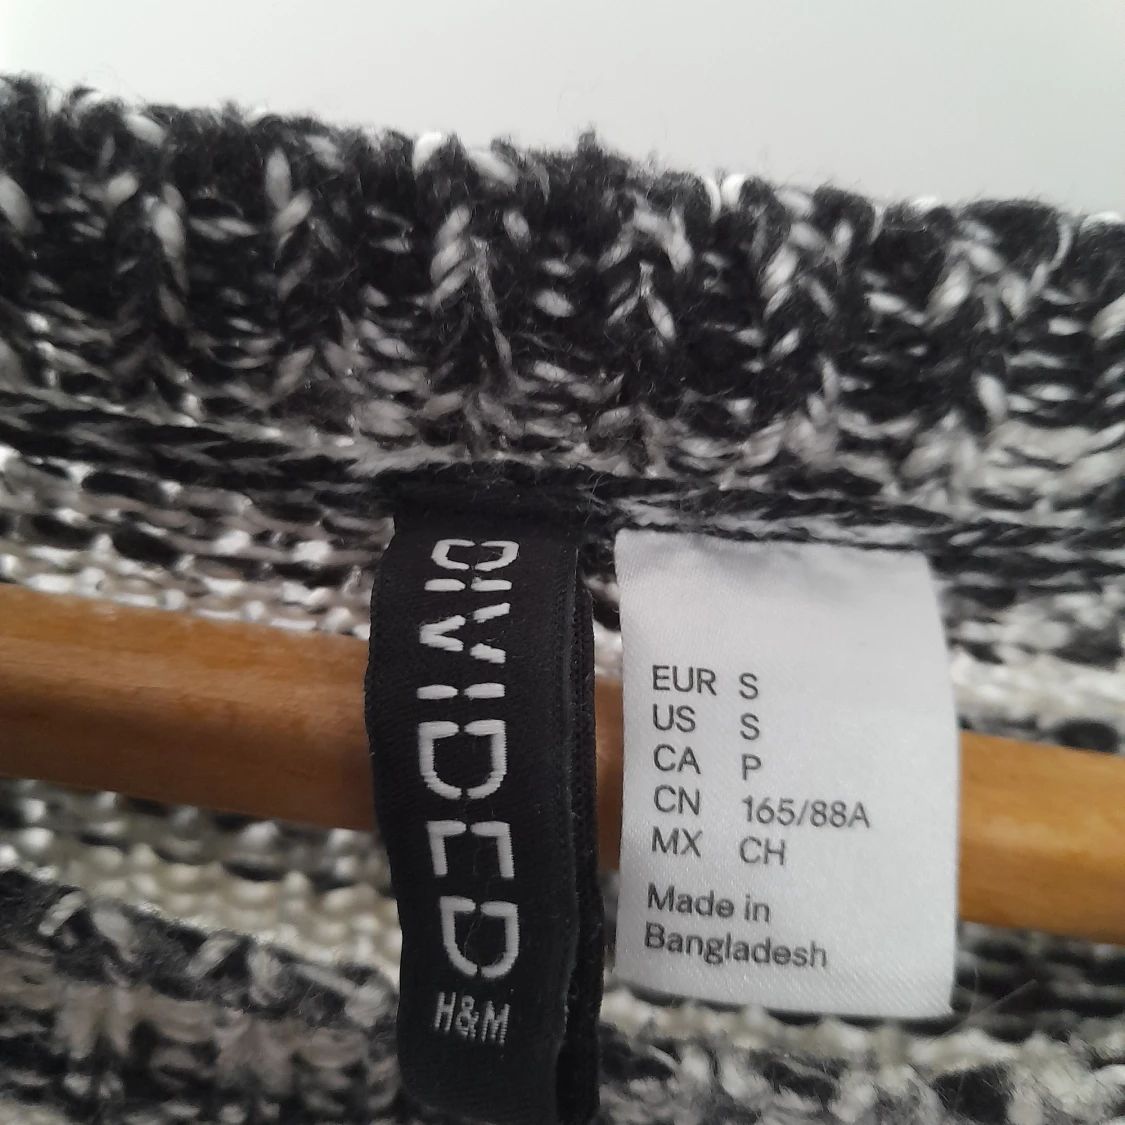 DIVIDED
H&M
EUR S
US S
CA P
CN 165/88A
MX CH
Made in
Bangladesh